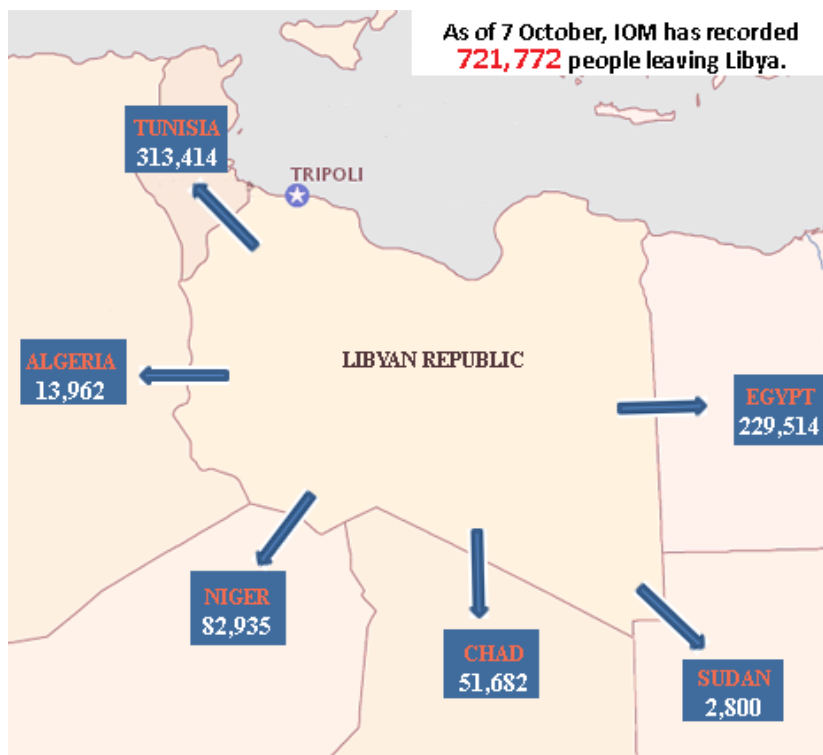 As of 7 October, IOM has recorded
721,772 people leaving Libya.
TUNISIA
313,414
TRIPOLI
ALGERIA
13,962
LIBYAN REPUBLIC
EGYPT
229,514
NIGER
82,935
CHAD
51,682
SUDAN
2,800